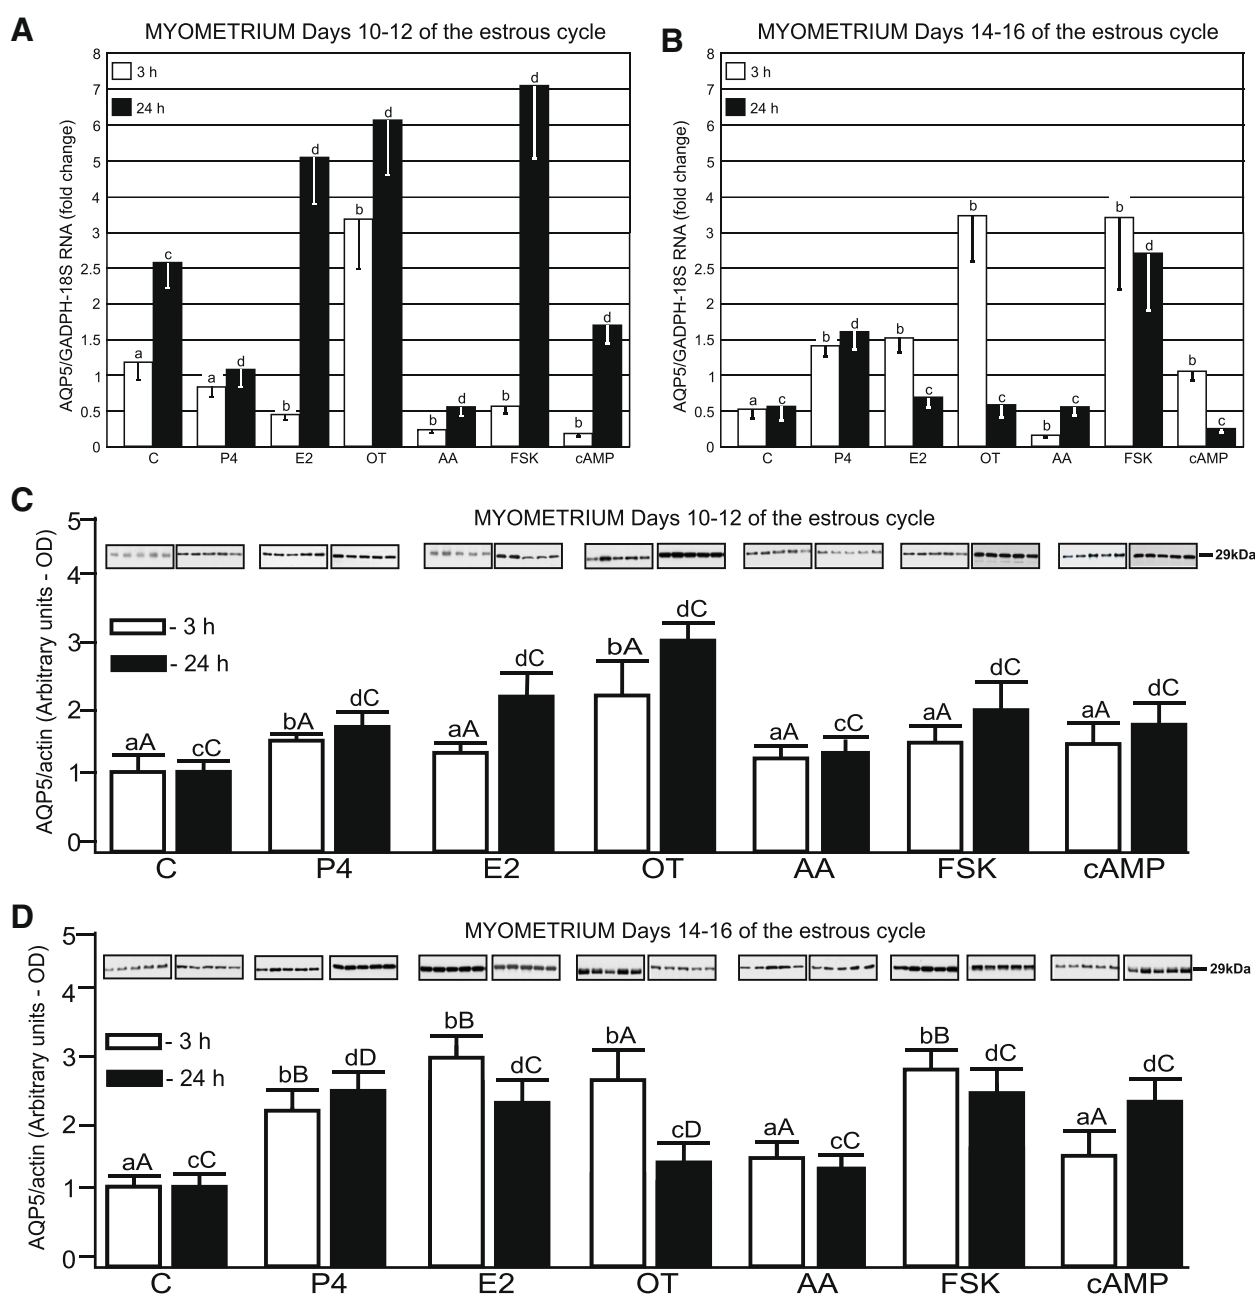 A
MYOMETRIUM Days 10-12 of the estrous cycle
AQP5/GADPH-18S RNA (fold change)
8
7
6
5
4
3
2.5
2
1.5
1
0.5
0
3 h
24 h
a
c
a
d
b
d
b
d
b
d
b
d
b
d
C
P4
E2
OT
AA
FSK
cAMP
B
MYOMETRIUM Days 14-16 of the estrous cycle
AQP5/GADPH-18S RNA (fold change)
8
7
6
5
4
3
2.5
2
1.5
1
0.5
0
3 h
24 h
a
c
b
d
b
c
b
c
b
c
b
d
b
c
C
P4
E2
OT
AA
FSK
cAMP
C
MYOMETRIUM Days 10-12 of the estrous cycle
AQP5/actin (Arbitrary units - OD)
5
4
3
2
1
0
29kDa
- 3 h
- 24 h
aA
cC
bA
dC
aA
dC
bA
dC
aA
cC
aA
dC
aA
dC
C
P4
E2
OT
AA
FSK
cAMP
D
MYOMETRIUM Days 14-16 of the estrous cycle
AQP5/actin (Arbitrary units - OD)
5
4
3
2
1
0
29kDa
- 3 h
- 24 h
aA
cC
bB
dD
bB
dC
bA
cD
aA
cC
bB
dC
aA
dC
C
P4
E2
OT
AA
FSK
cAMP